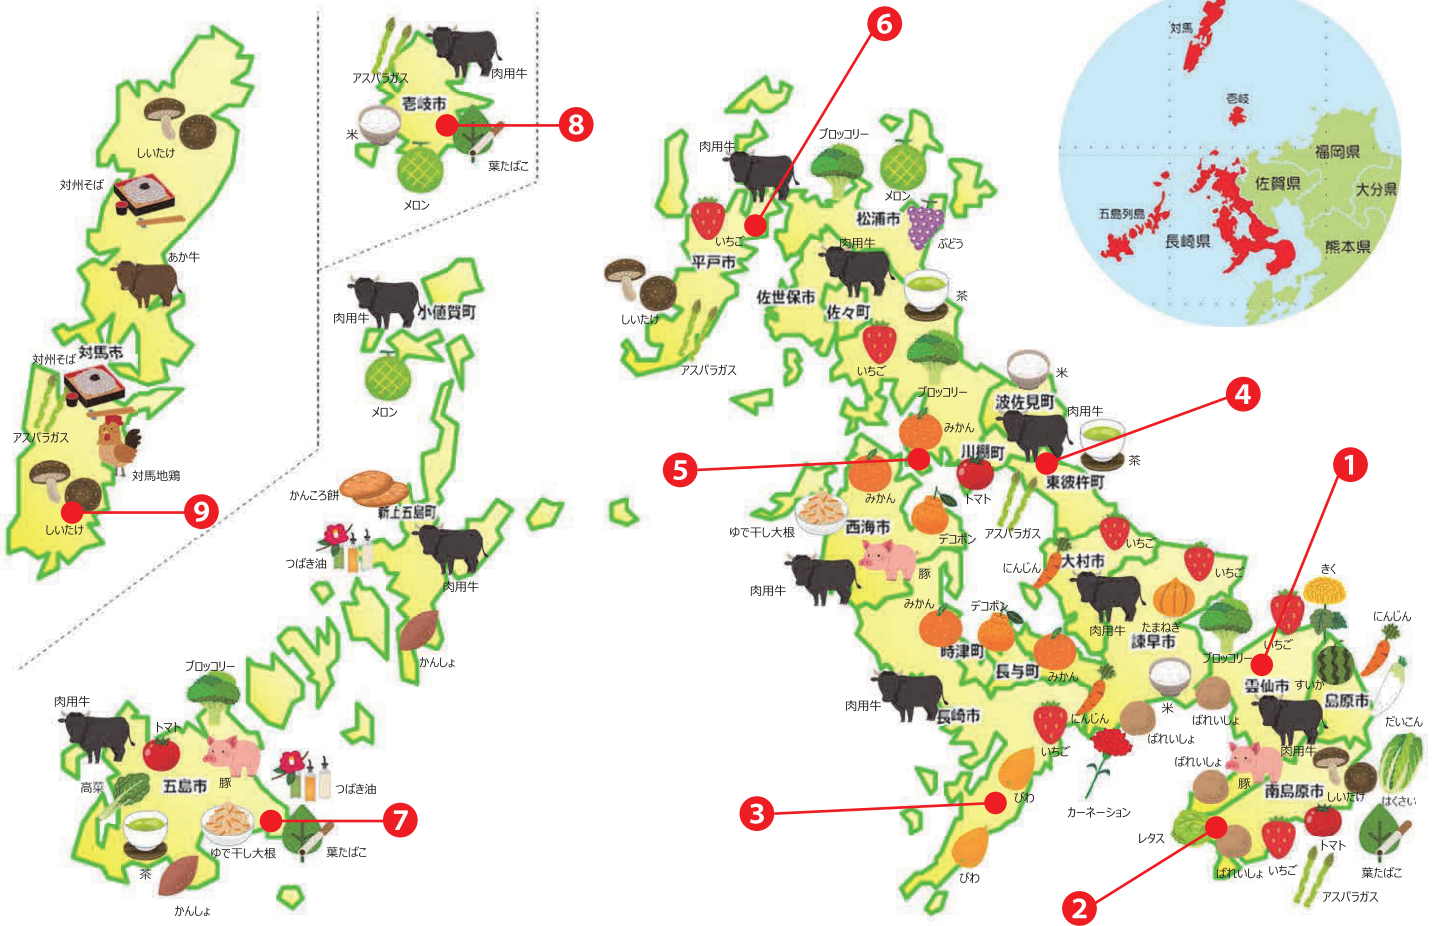 しいたけ
対州そば
あか牛
対馬市
対州そば
アスパラガス
対馬地鶏
しいたけ
9
アスパラガス
肉用牛
壱岐市
米
葉たばこ
メロン
8
肉用牛
小値賀町
メロン
かんころ餅
新上五島町
つばき油
肉用牛
かんしょ
ブロッコリー
肉用牛
トマト
高菜
五島市
豚
つばき油
茶
ゆで干し大根
葉たばこ
かんしょ
7
6
肉用牛
ブロッコリー
メロン
いちご
松浦市
ぶどう
平戸市
肉用牛
しいたけ
アスパラガス
佐世保市
佐々町
茶
いちご
ブロッコリー
米
波佐見町
肉用牛
みかん
川棚町
茶
4
5
東彼杵町
みかん
トマト
アスパラガス
ゆで干し大根
西海市
デコポン
肉用牛
豚
いちご
にんじん
大村市
いちご
肉用牛
たまねぎ
みかん
デコポン
時津町
長与町
みかん
諫早市
ブロッコリー
米
ばれいしょ
ばれいしょ
にんじん
カーネーション
肉用牛
長崎市
いちご
びわ
びわ
3
1
きく
いちご
にんじん
すいか
雲仙市
島原市
だいこん
肉用牛
ばれいしょ
豚
しいたけ
はくさい
南島原市
レタス
ばれいしょ
いちご
トマト
葉たばこ
アスパラガス
2
対馬
壱岐
福岡県
佐賀県
大分県
五島列島
長崎県
熊本県